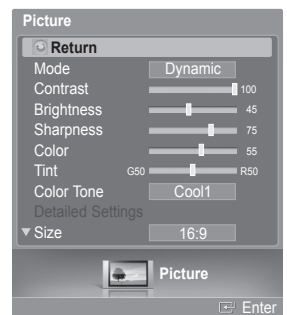 Picture
Return
Mode Dynamic
Contrast 100
Brightness 45
Sharpness 75
Color 55
Tint G50 R50
Color Tone Cool1
Detailed Settings
Size 16:9
Picture
Enter